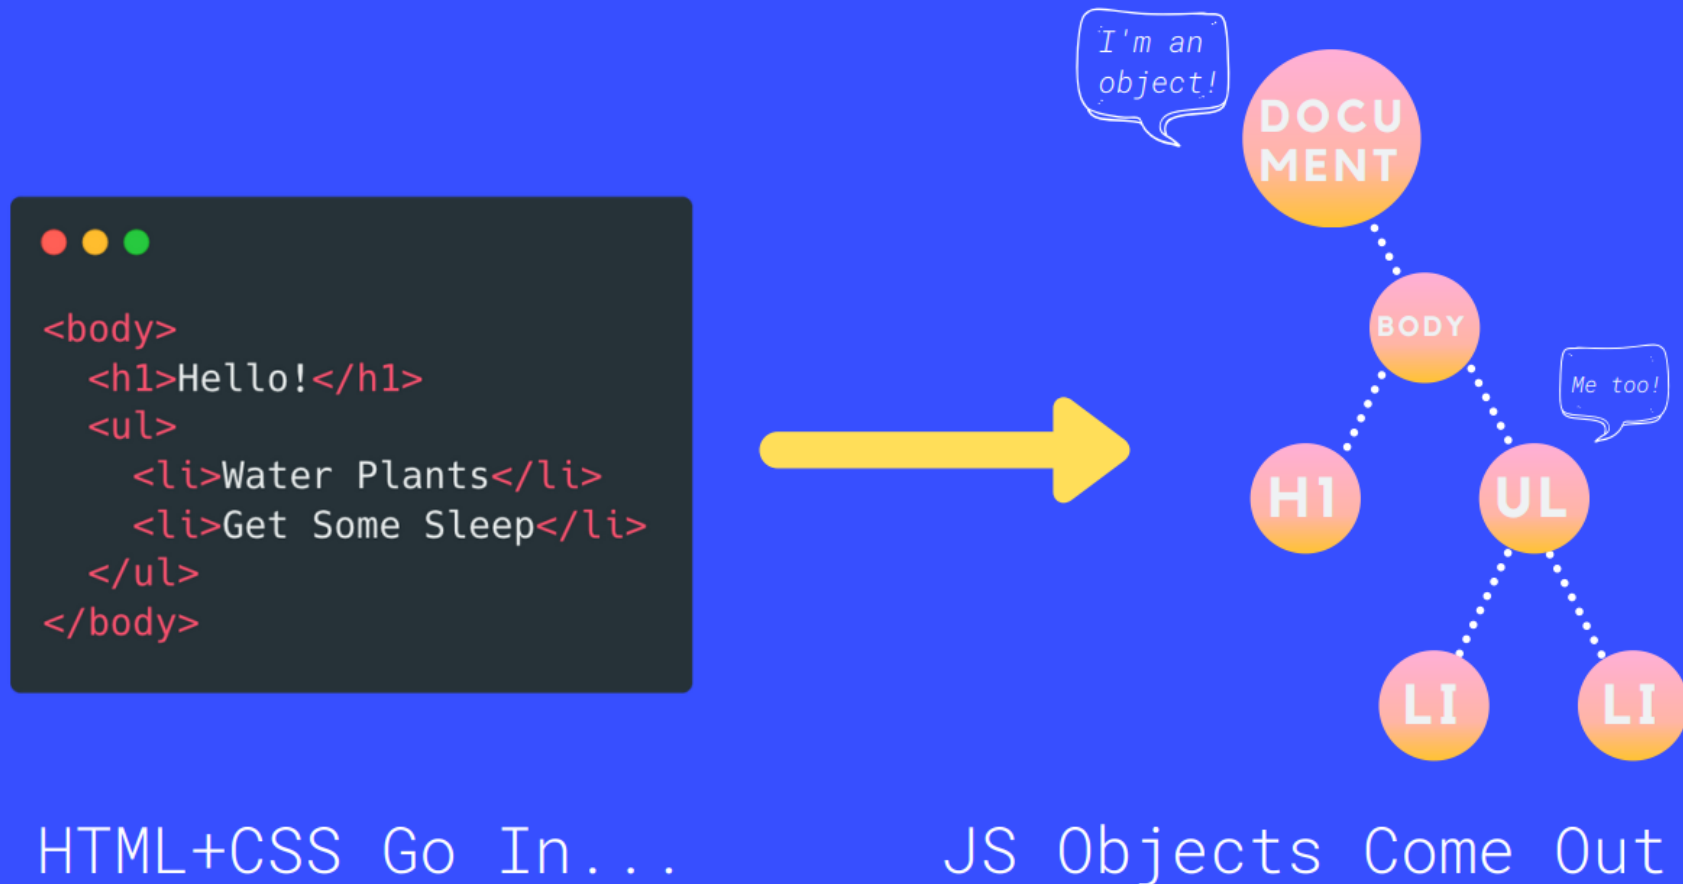 I'm an
object!
DOCU
MENT
<body>
<h1>Hello!</h1>
<ul>
<li>Water Plants</li>
<li>Get Some Sleep</li>
</ul>
</body>
BODY
Me too!
H1
UL
LI
LI
HTML+CSS Go In...
JS Objects Come Out